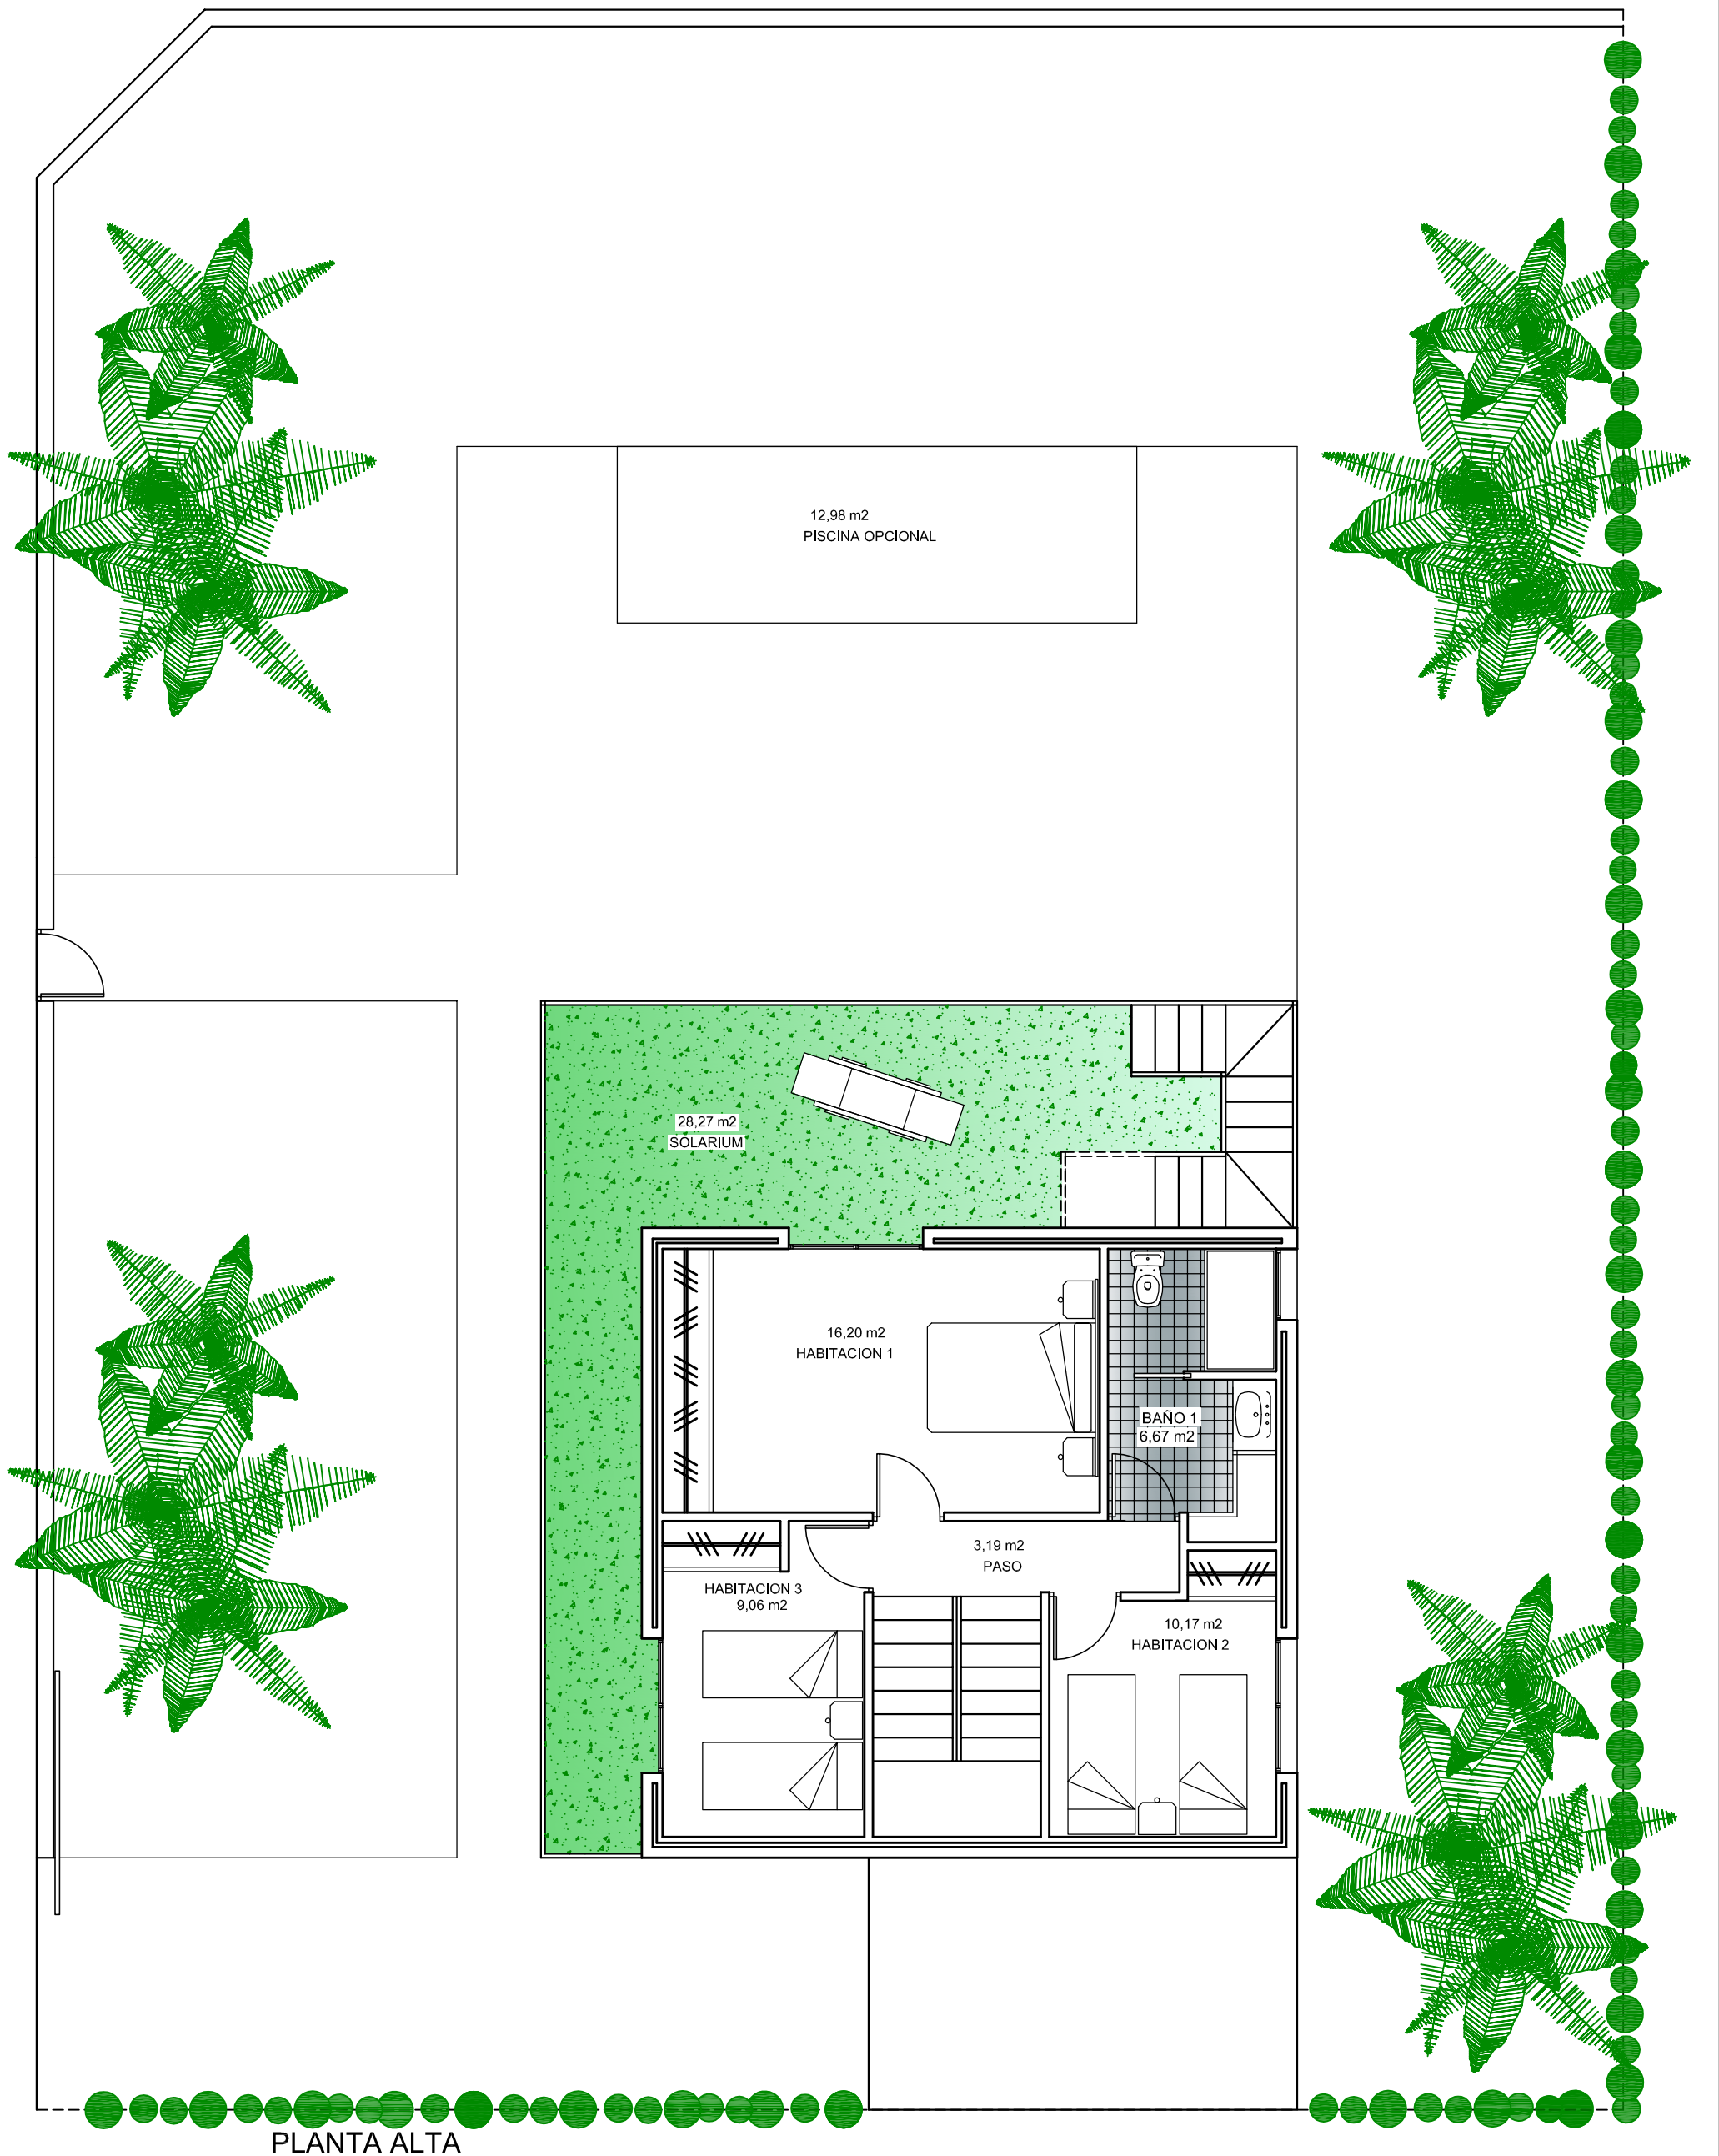 12,98 m2
PISCINA OPCIONAL
28,27 m2
SOLARIUM
16,20 m2
HABITACION 1
BAÑO 1
6,67 m2
3,19 m2
PASO
HABITACION 3
9,06 m2
10,17 m2
HABITACION 2
PLANTA ALTA